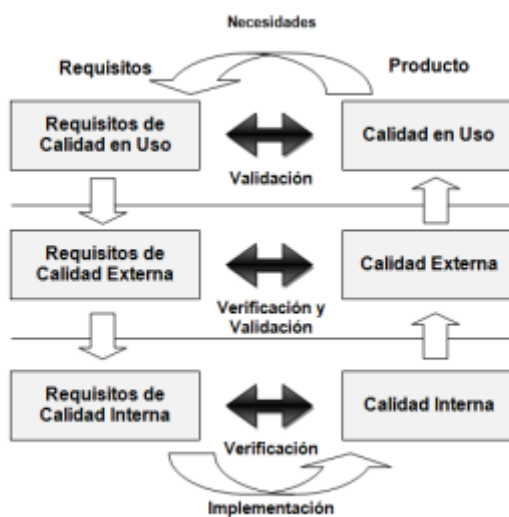 Necesidades
Requisitos
Producto
Requisitos de
Calidad en Uso
Calidad en Uso
Validación
Requisitos de
Calidad Externa
Calidad Externa
Verificación y
Validación
Requisitos de
Calidad Interna
Calidad Interna
Verificación
Implementación